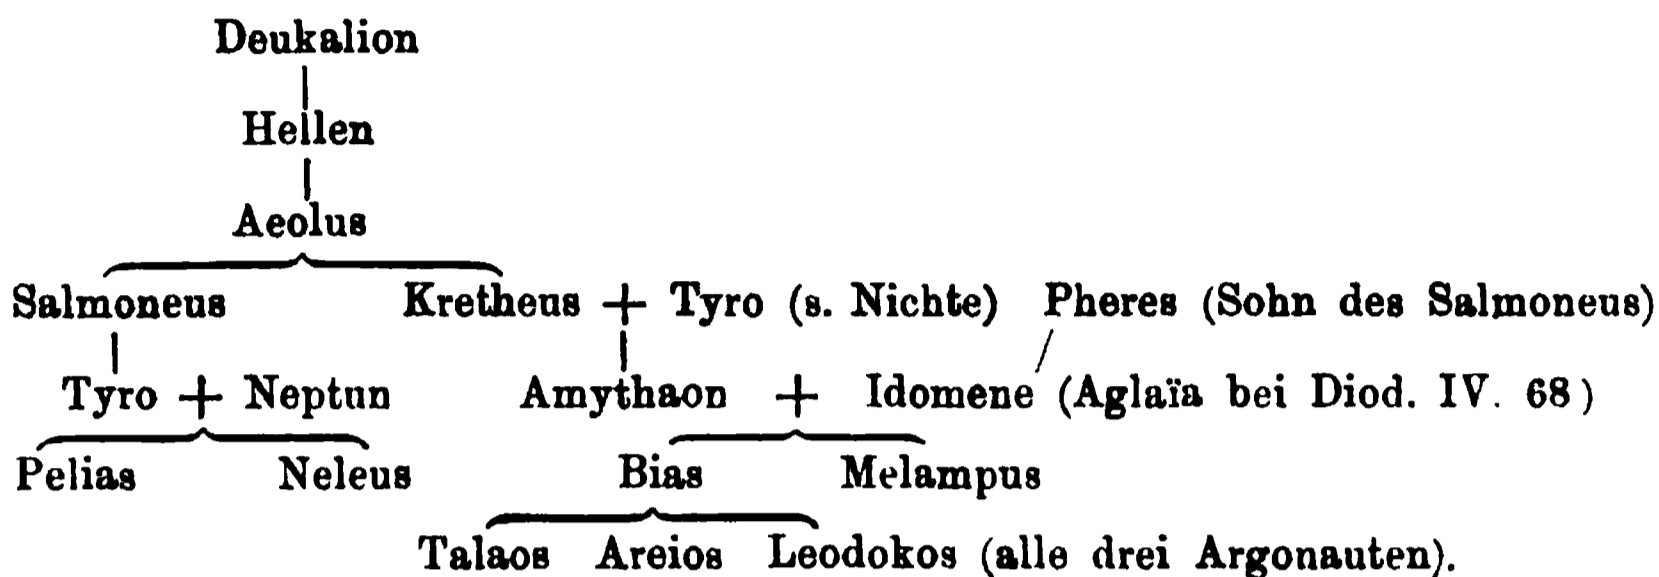 Deukalion
Hellen
Aeolus
Salmoneus Kretheus + Tyro (s. Nichte) Pheres (Sohn des Salmoneus)
Tyro + Neptun Amythaon + Idomene (Aglaïa bei Diod. IV. 68)
Pelias Neleus Bias Melampus
Talaos Areios Leodokos (alle drei Argonauten).